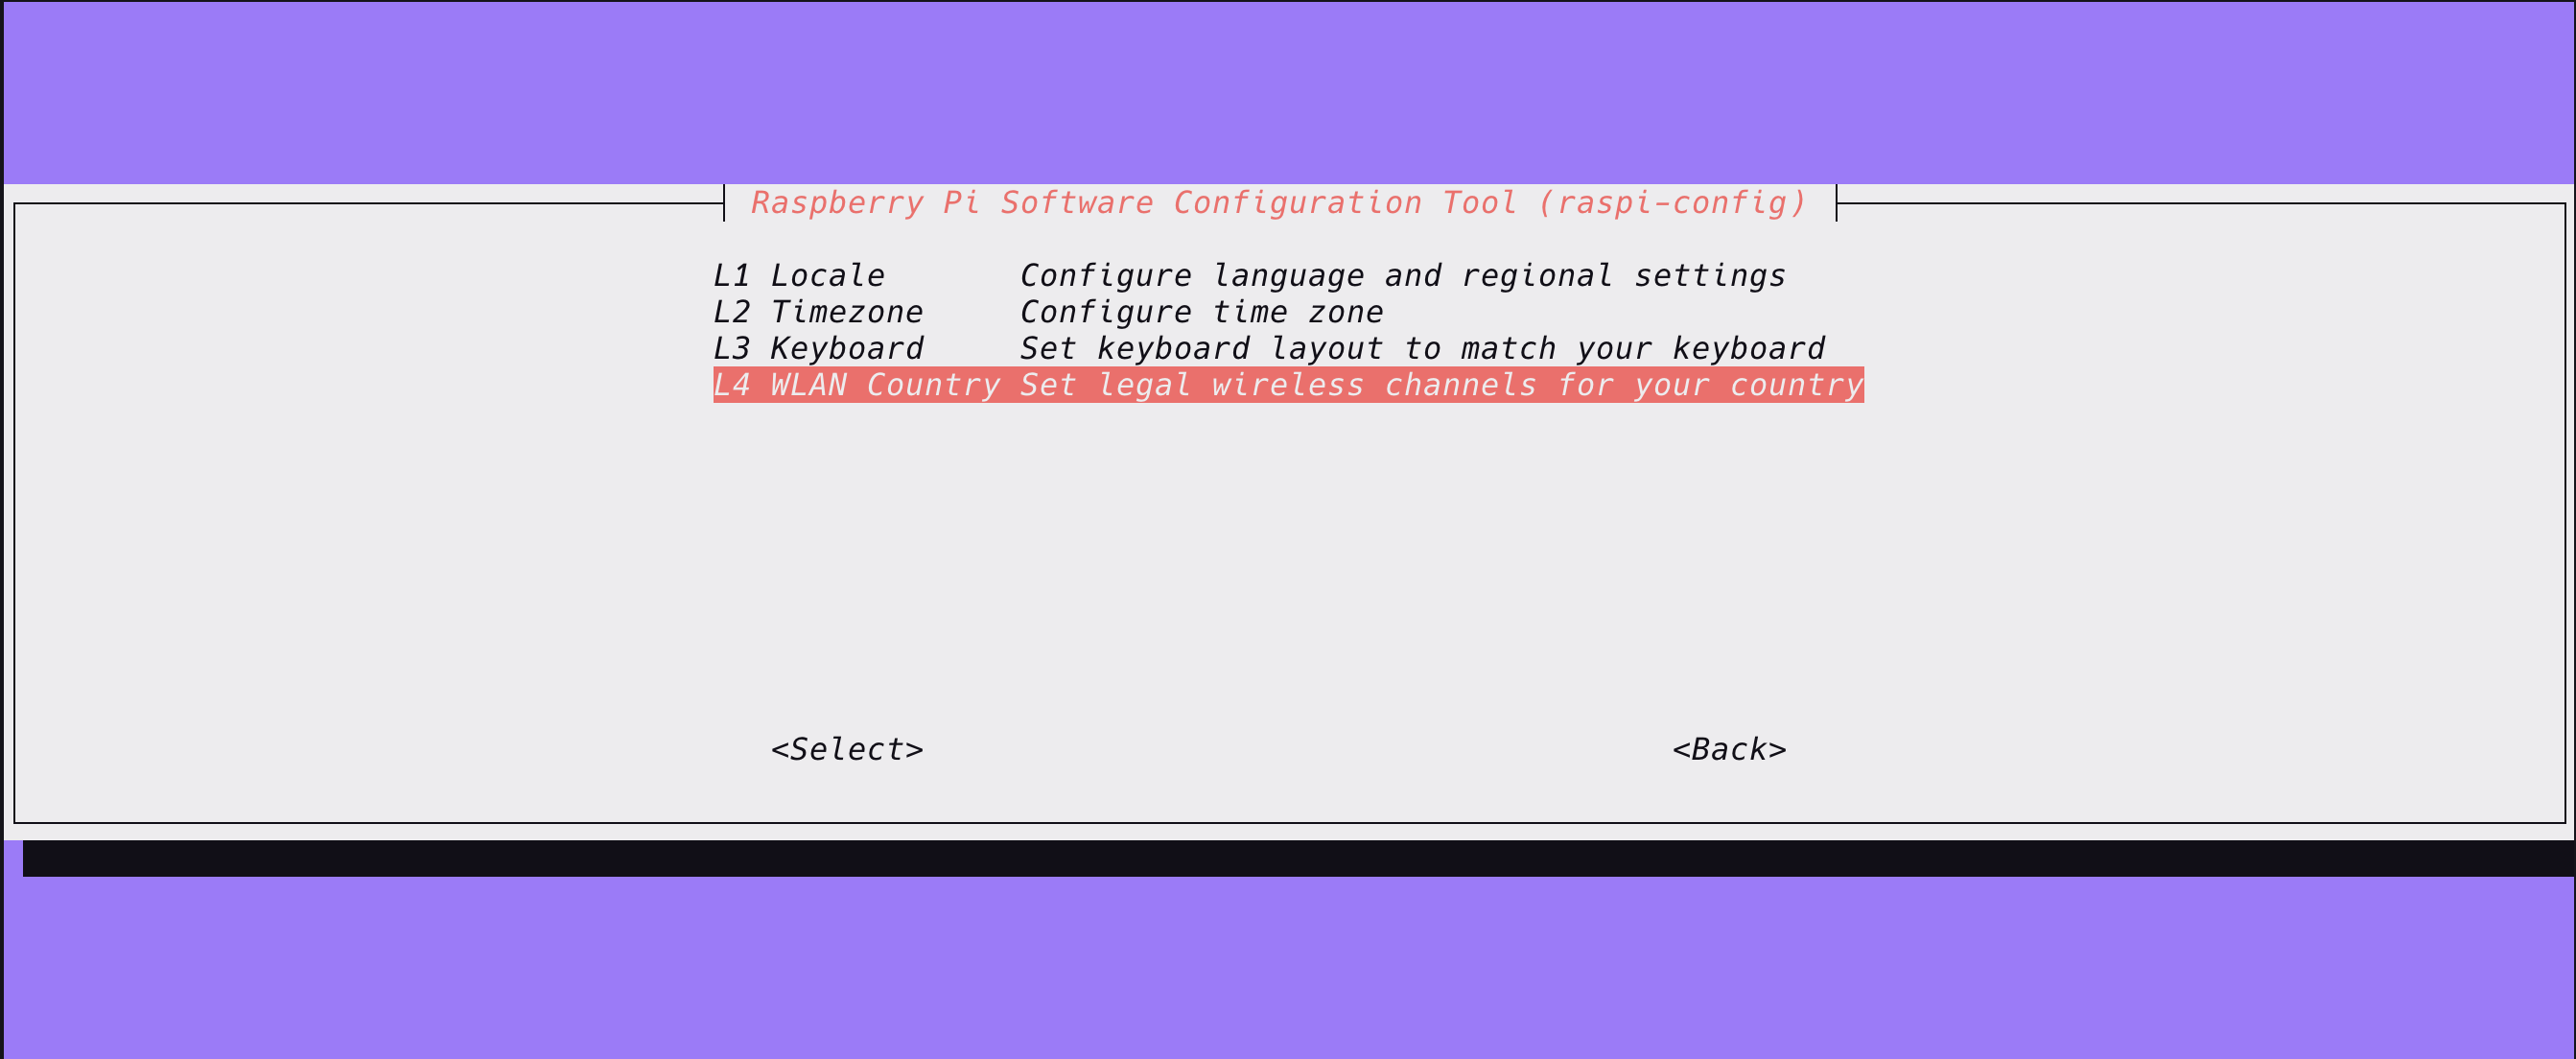 Raspberry Pi Software Configuration Tool (raspi-config)
L1 Locale       Configure language and regional settings
L2 Timezone     Configure time zone
L3 Keyboard     Set keyboard layout to match your keyboard
L4 WLAN Country Set legal wireless channels for your country
<Select>                                       <Back>